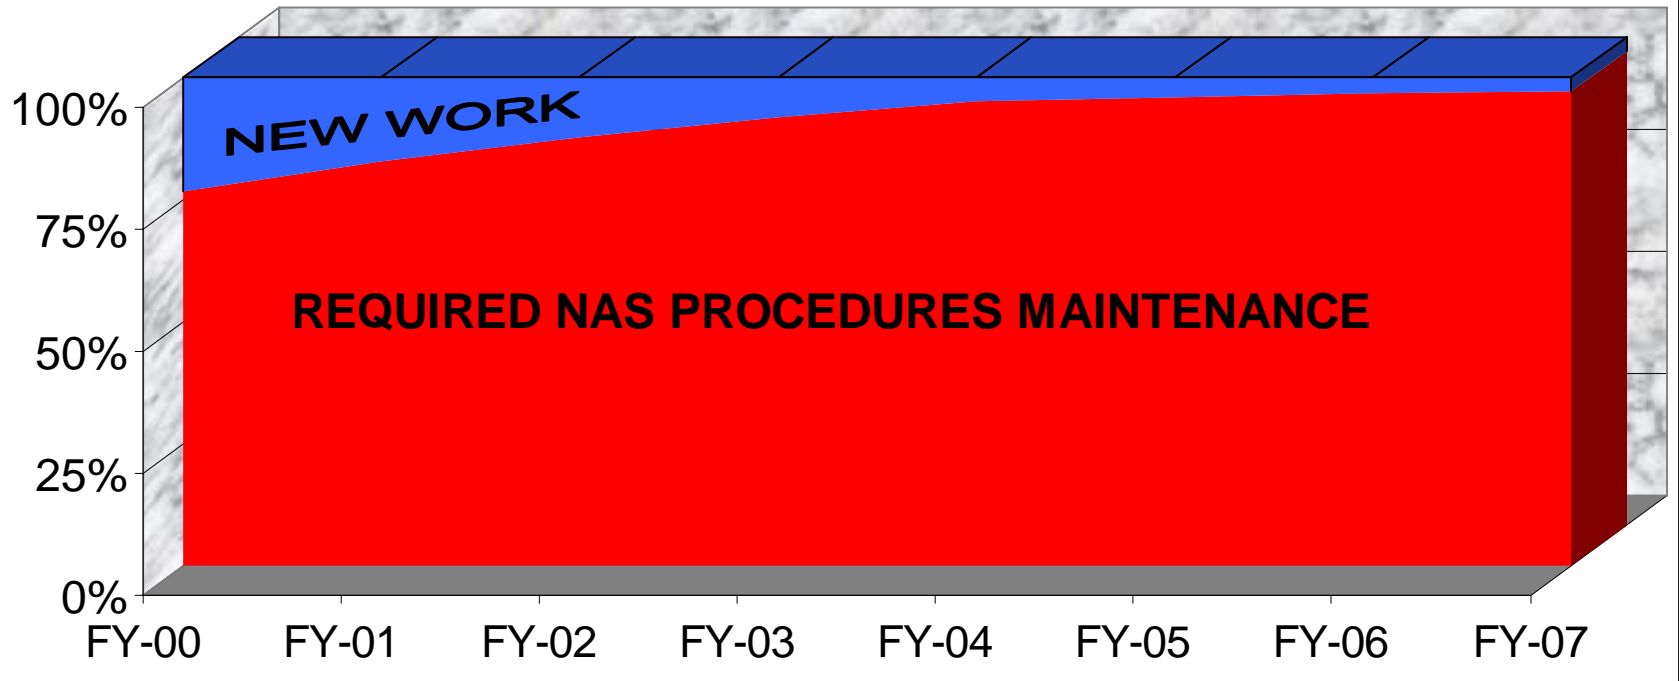 NEW WORK
100%
75%
REQUIRED NAS PROCEDURES MAINTENANCE
50%
25%
0%
FY-00 FY-01 FY-02 FY-03 FY-04 FY-05 FY-06 FY-07